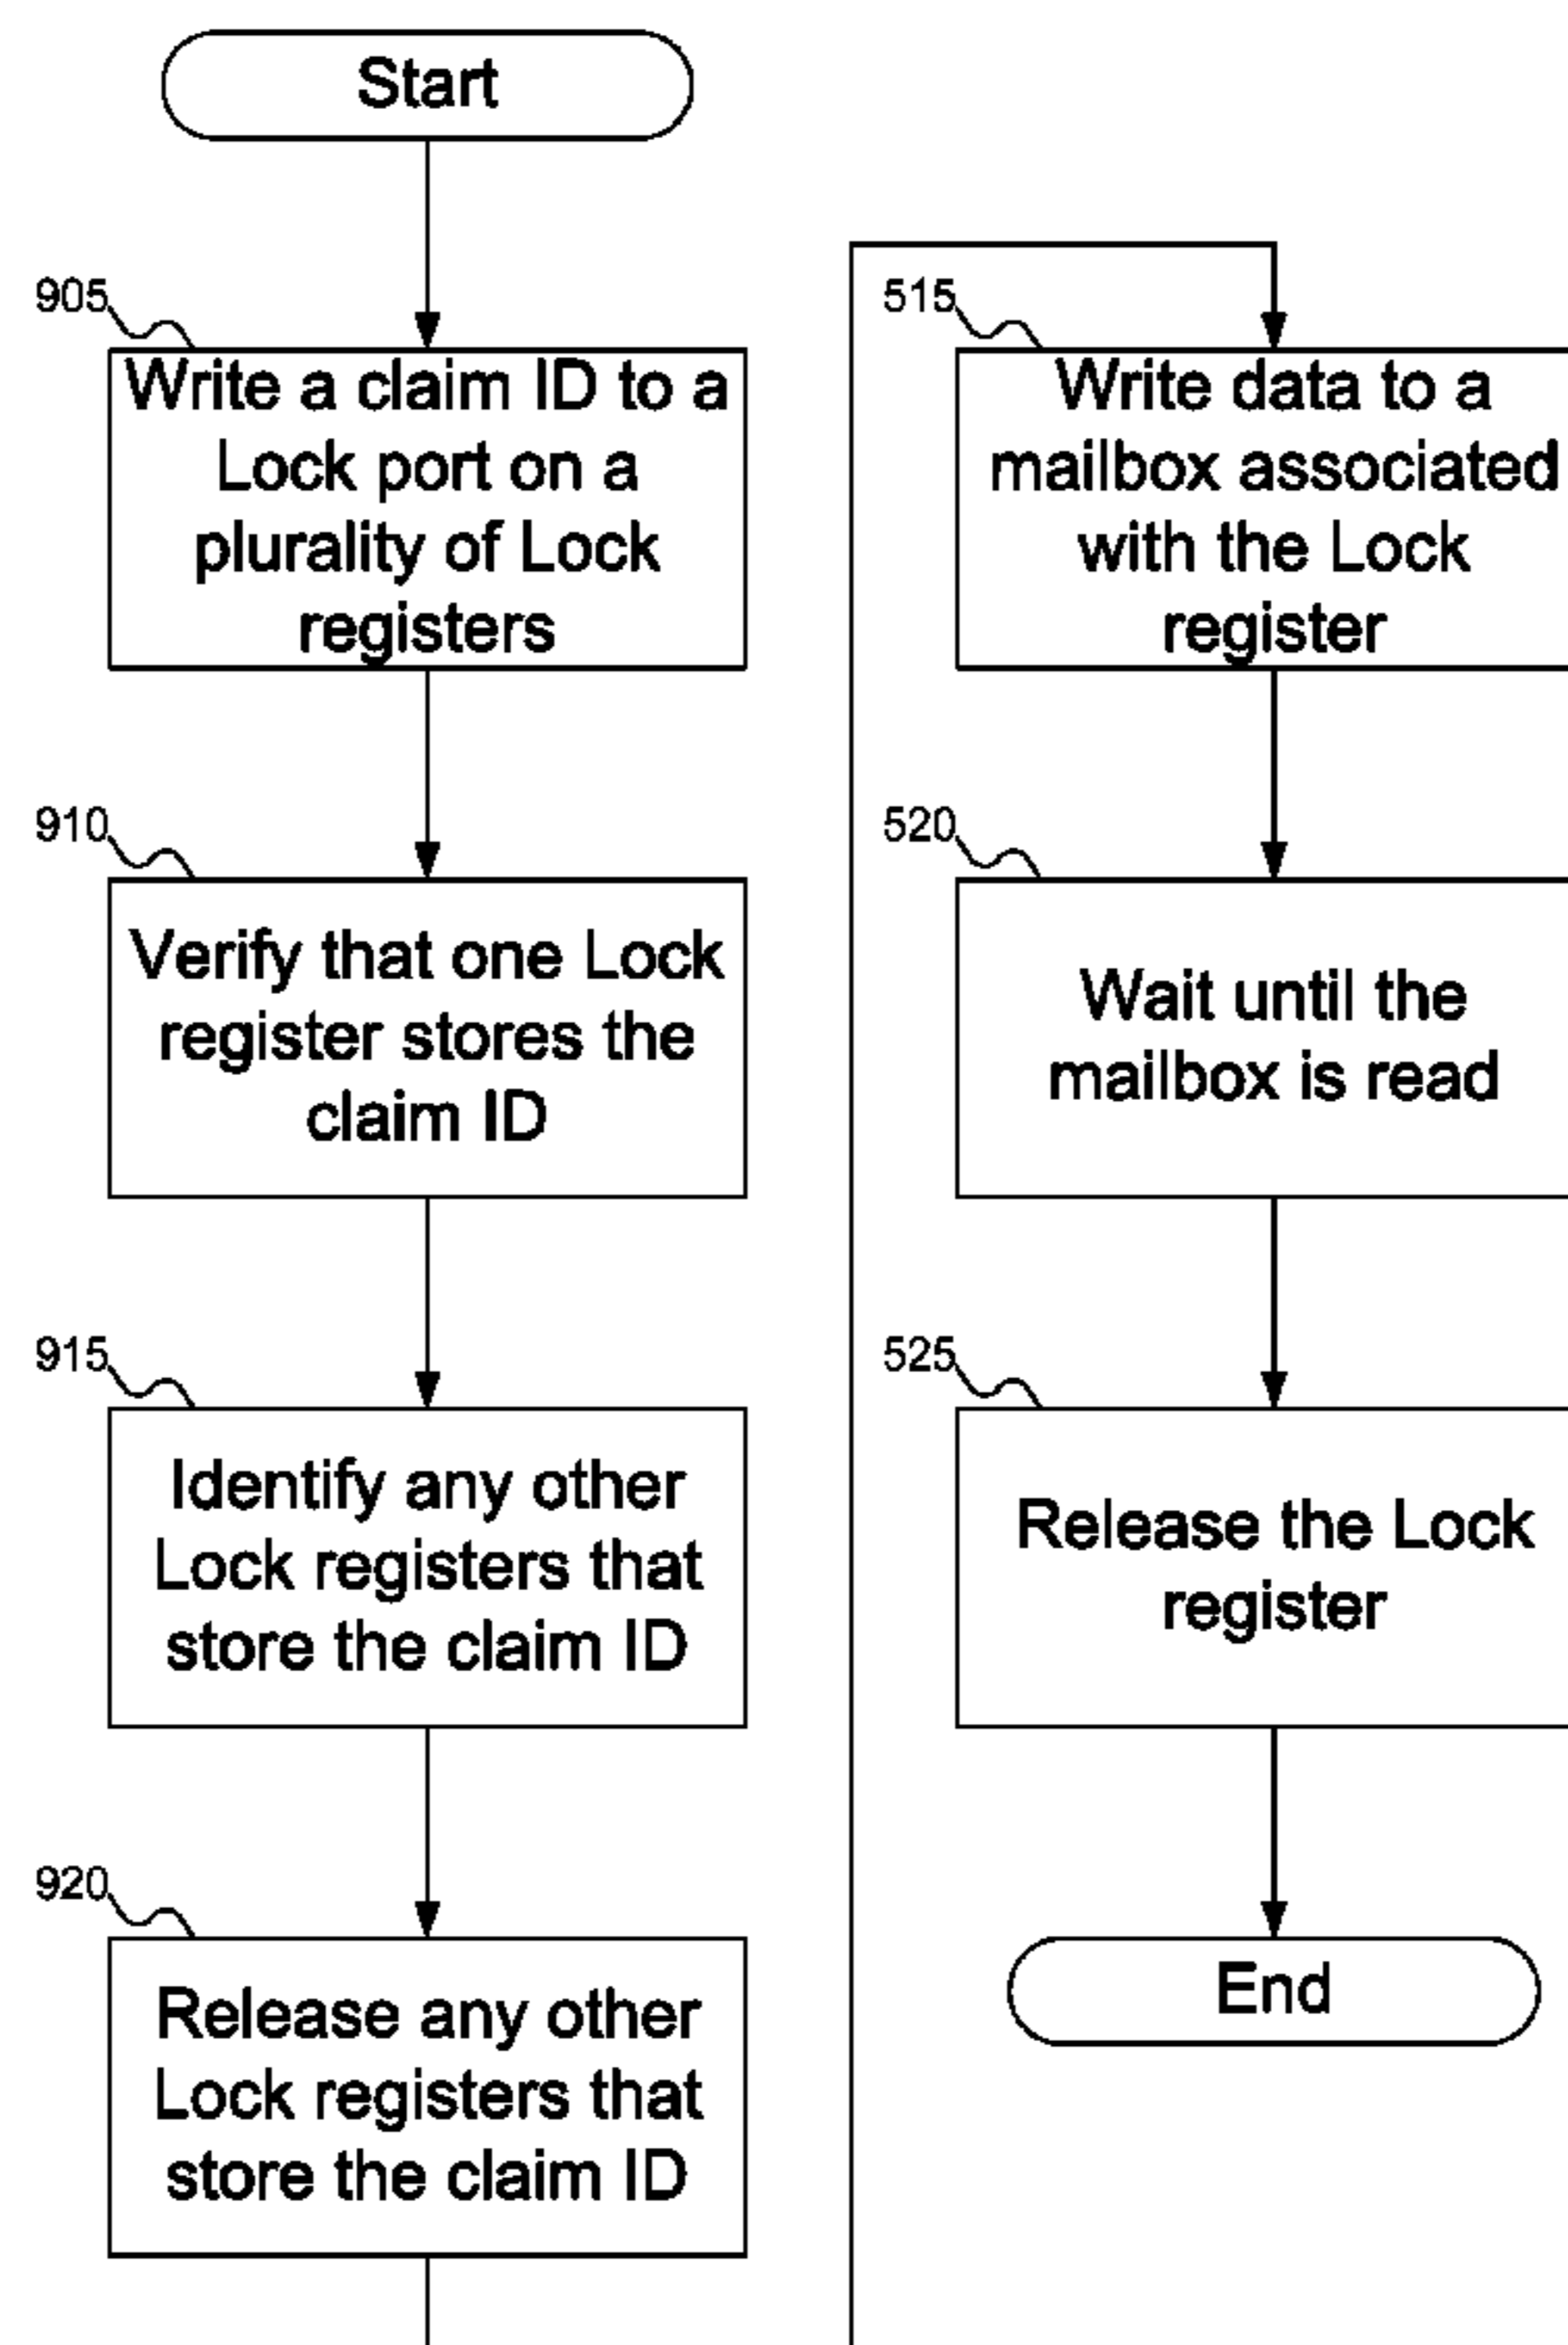 Start
905
Write a claim ID to a
Lock port on a
plurality of Lock
registers
910
Verify that one Lock
register stores the
claim ID
915
Identify any other
Lock registers that
store the claim ID
920
Release any other
Lock registers that
store the claim ID
515
Write data to a
mailbox associated
with the Lock
register
520
Wait until the
mailbox is read
525
Release the Lock
register
End